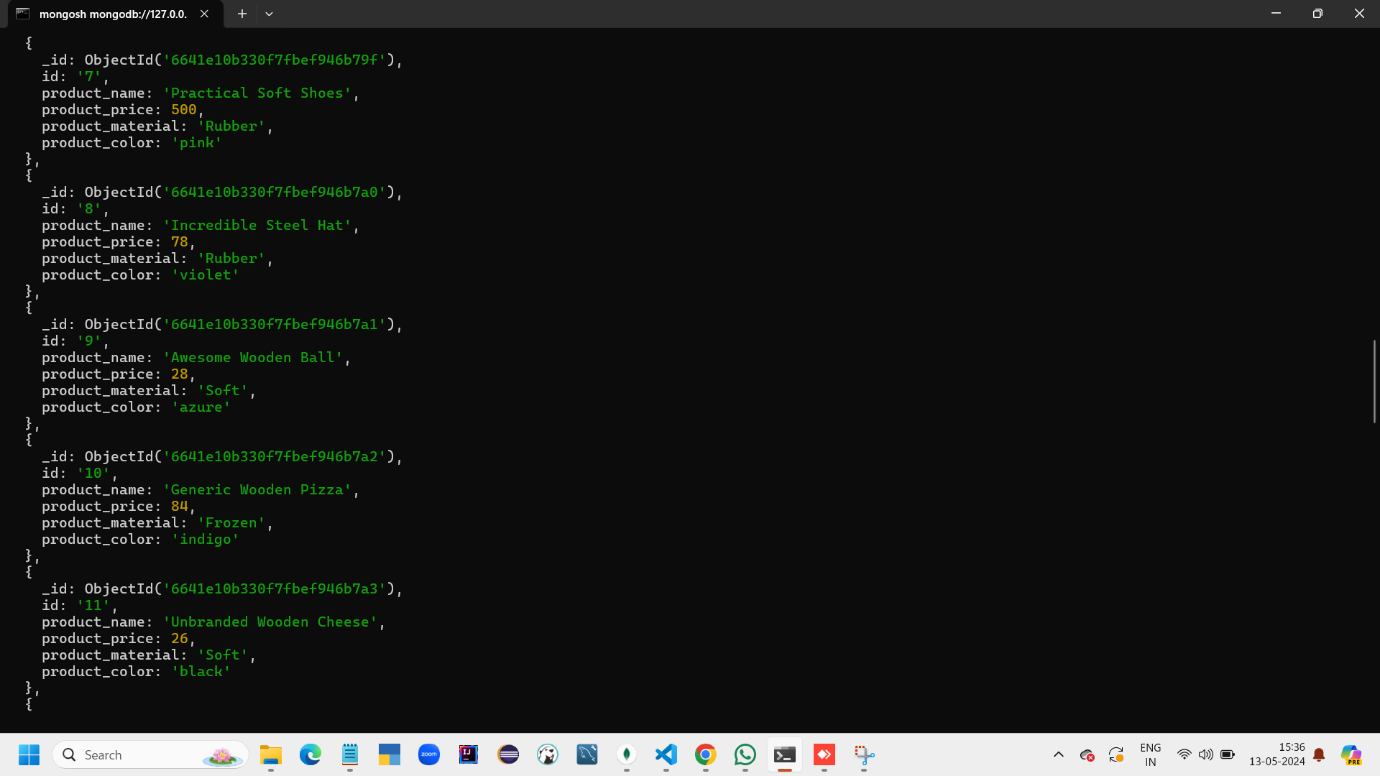 mongosh mongodb://127.0.0.
{
_id: ObjectId('6641e10b330f7fbef946b79f'),
id: '7',
product_name: 'Practical Soft Shoes',
product_price: 500,
product_material: 'Rubber',
product_color: 'pink'
},
{
_id: ObjectId('6641e10b330f7fbef946b7a0'),
id: '8',
product_name: 'Incredible Steel Hat',
product_price: 78,
product_material: 'Rubber',
product_color: 'violet'
},
{
_id: ObjectId('6641e10b330f7fbef946b7a1'),
id: '9',
product_name: 'Awesome Wooden Ball',
product_price: 28,
product_material: 'Soft',
product_color: 'azure'
},
{
_id: ObjectId('6641e10b330f7fbef946b7a2'),
id: '10',
product_name: 'Generic Wooden Pizza',
product_price: 84,
product_material: 'Frozen',
product_color: 'indigo'
},
{
_id: ObjectId('6641e10b330f7fbef946b7a3'),
id: '11',
product_name: 'Unbranded Wooden Cheese',
product_price: 26,
product_material: 'Soft',
product_color: 'black'
},
{
Search
zoom
IJ
ENG
IN
15:36
13-05-2024
PRE